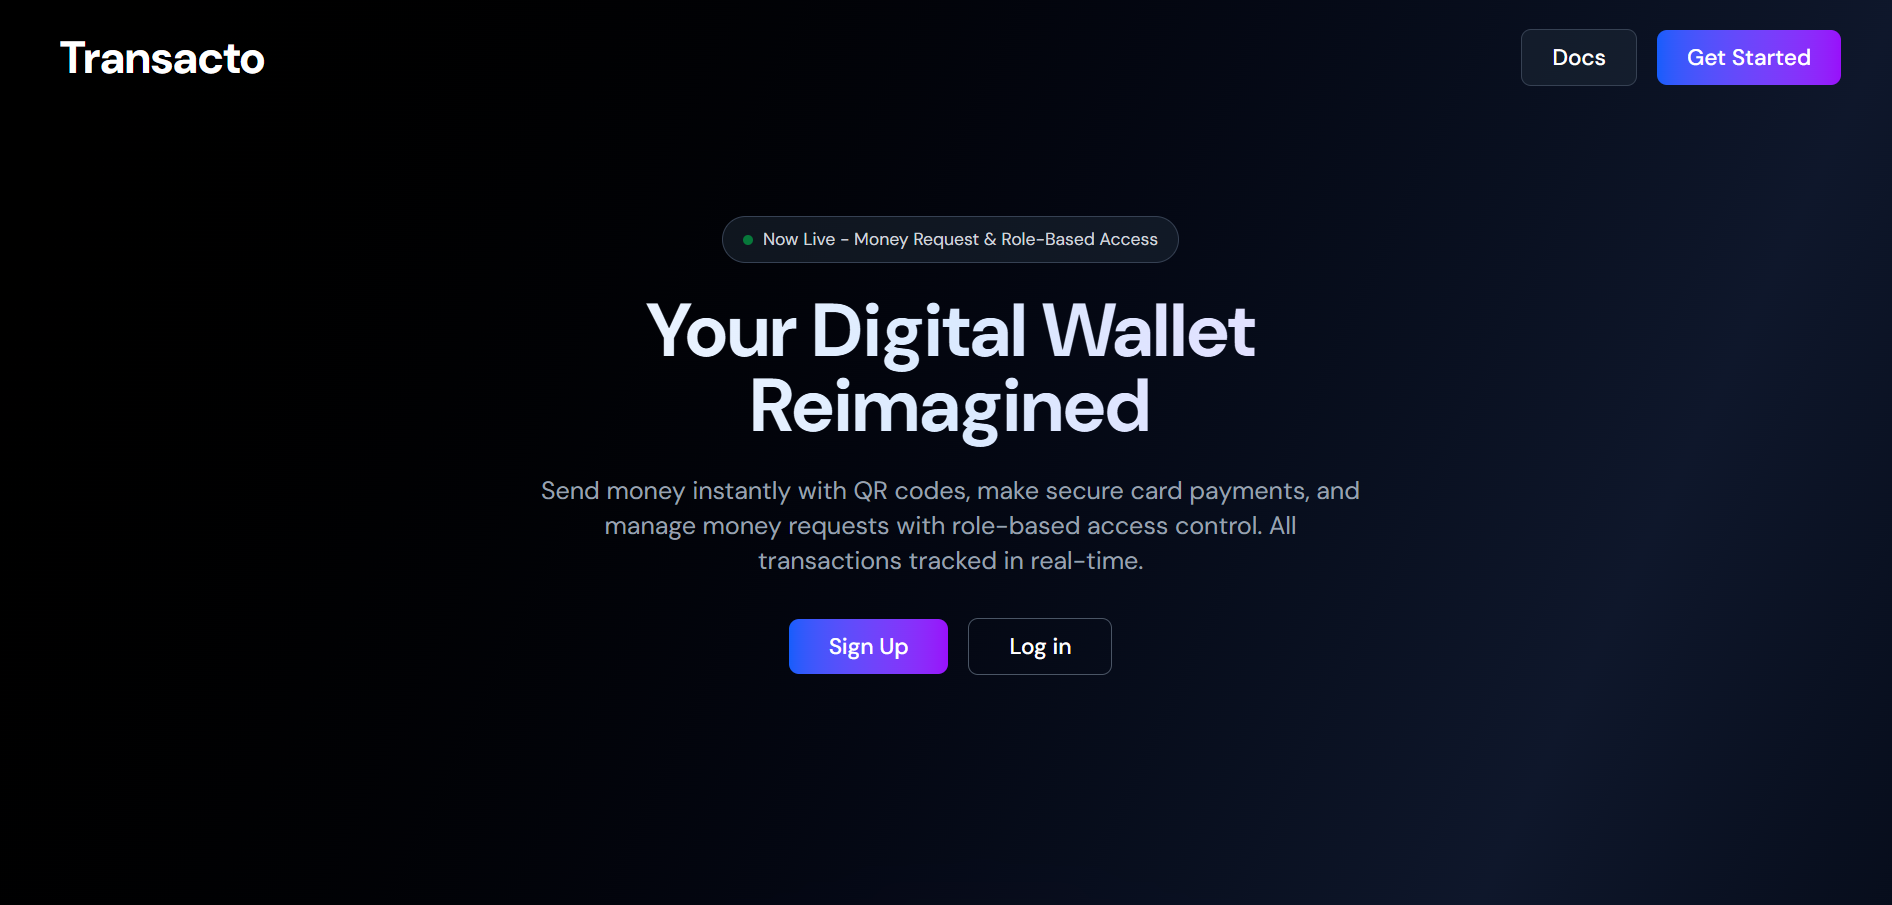 Transacto
Docs
Get Started
Now Live - Money Request & Role-Based Access
Your Digital Wallet
Reimagined
Send money instantly with QR codes, make secure card payments, and
manage money requests with role-based access control. All
transactions tracked in real-time.
Sign Up
Log in